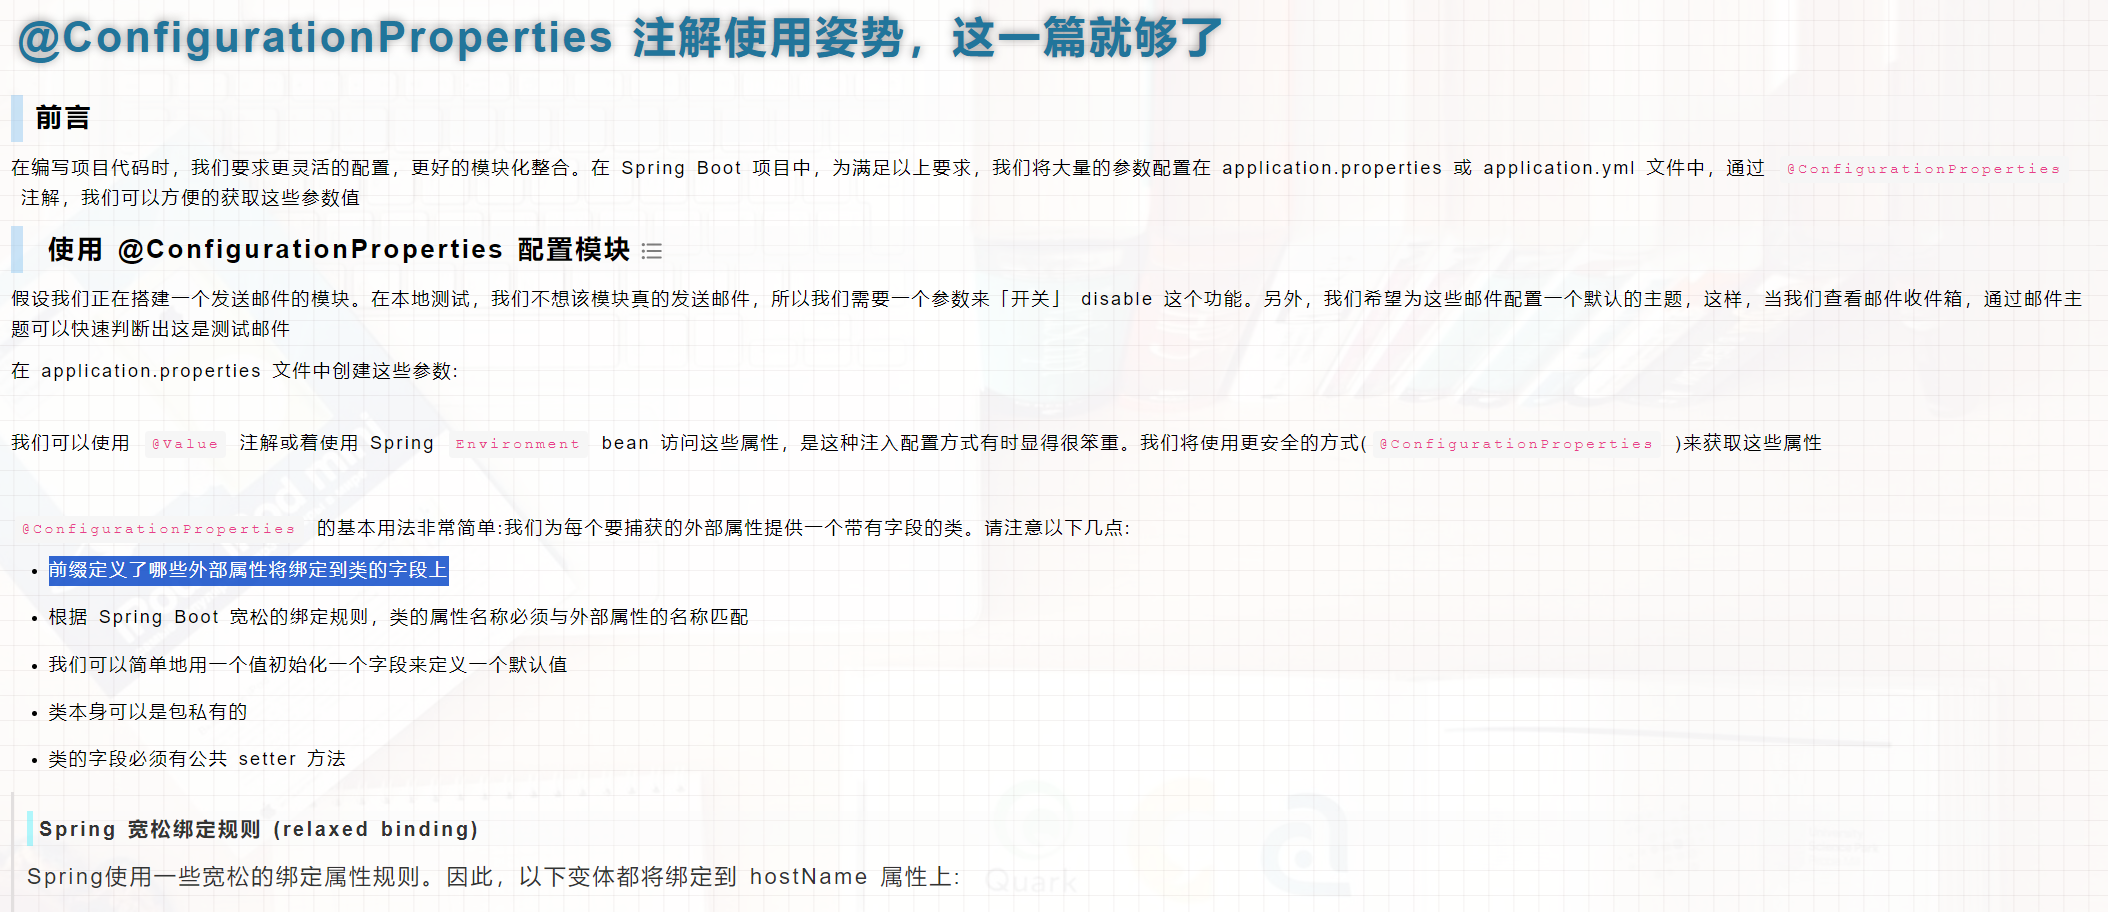 @ConfigurationProperties 注解使用姿势，这一篇就够了
前言
在编写项目代码时，我们要求更灵活的配置，更好的模块化整合。在 Spring Boot 项目中，为满足以上要求，我们将大量的参数配置在 application.properties 或 application.yml 文件中，通过 @ConfigurationProperties
注解，我们可以方便的获取这些参数值
使用 @ConfigurationProperties 配置模块
假设我们正在搭建一个发送邮件的模块。在本地测试，我们不想该模块真的发送邮件，所以我们需要一个参数来「开关」 disable 这个功能。另外，我们希望为这些邮件配置一个默认的主题，这样，当我们查看邮件收件箱，通过邮件主
题可以快速判断出这是测试邮件
在 application.properties 文件中创建这些参数:
我们可以使用 @Value 注解或着使用 Spring Environment bean 访问这些属性，是这种注入配置方式有时显得很笨重。我们将使用更安全的方式( @ConfigurationProperties )来获取这些属性
@ConfigurationProperties 的基本用法非常简单:我们为每个要捕获的外部属性提供一个带有字段的类。请注意以下几点:
• 前缀定义了哪些外部属性将绑定到类的字段上
• 根据 Spring Boot 宽松的绑定规则，类的属性名称必须与外部属性的名称匹配
• 我们可以简单地用一个值初始化一个字段来定义一个默认值
• 类本身可以是包私有的
• 类的字段必须有公共 setter 方法
Spring 宽松绑定规则 (relaxed binding)
Spring使用一些宽松的绑定属性规则。因此，以下变体都将绑定到 hostName 属性上:
Quark